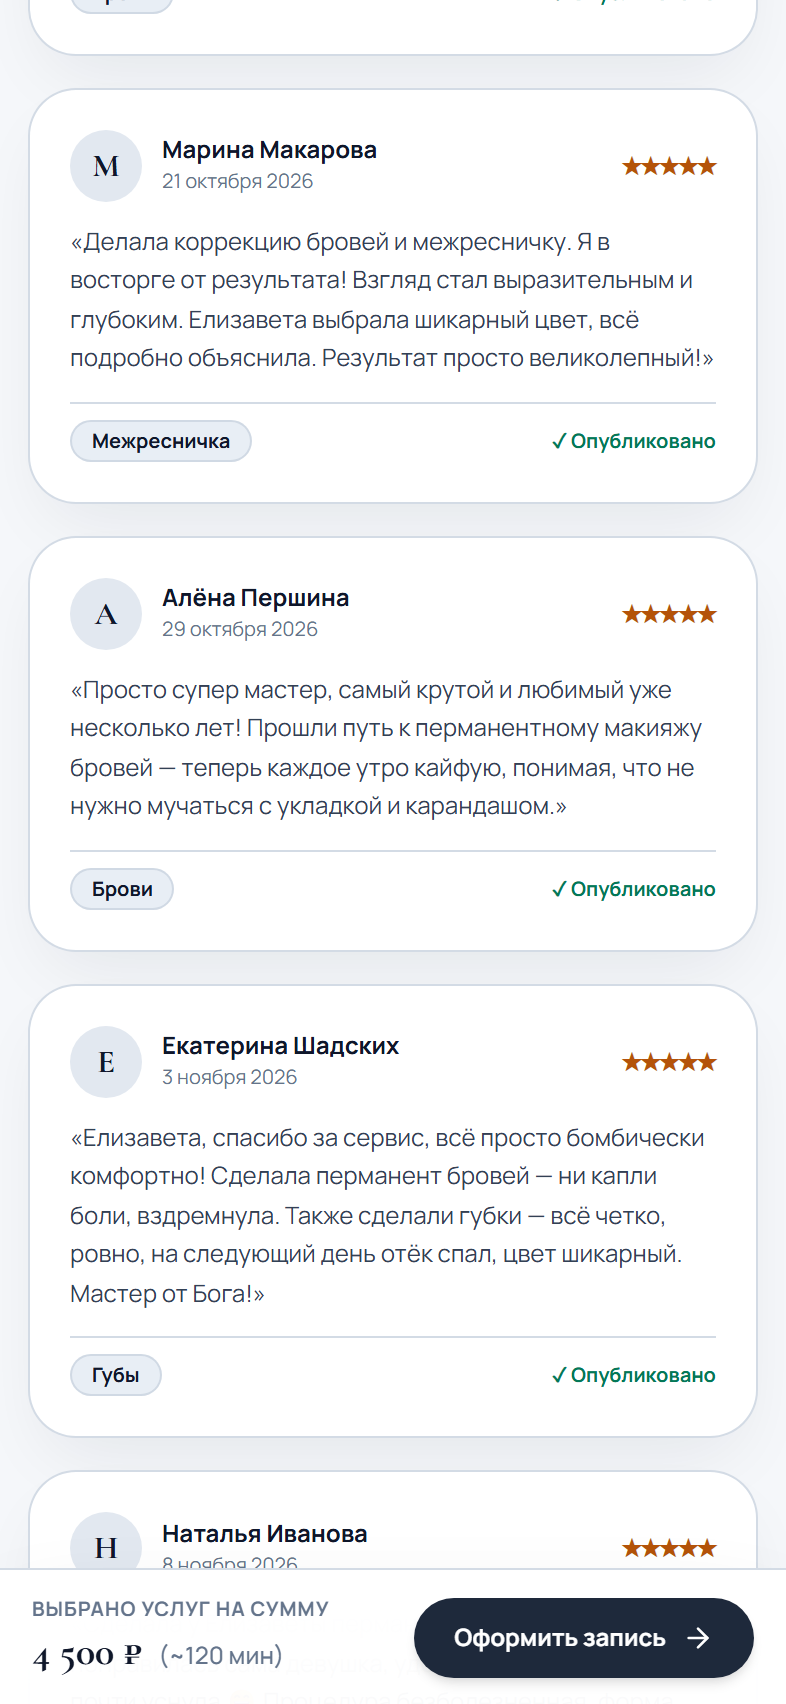 М
Марина Макарова
21 октября 2026
★★★★★
«Делала коррекцию бровей и межресничку. Я в
восторге от результата! Взгляд стал выразительным и
глубоким. Елизавета выбрала шикарный цвет, всё
подробно объяснила. Результат просто великолепный!»
Межресничка
✓ Опубликовано
А
Алёна Першина
29 октября 2026
★★★★★
«Просто супер мастер, самый крутой и любимый уже
несколько лет! Прошли путь к перманентному макияжу
бровей — теперь каждое утро кайфую, понимая, что не
нужно мучаться с укладкой и карандашом.»
Брови
✓ Опубликовано
Е
Екатерина Шадских
3 ноября 2026
★★★★★
«Елизавета, спасибо за сервис, всё просто бомбически
комфортно! Сделала перманент бровей — ни капли
боли, вздремнула. Также сделали губки — всё четко,
ровно, на следующий день отёк спал, цвет шикарный.
Мастер от Бога!»
Губы
✓ Опубликовано
Н
Наталья Иванова
8 ноября 2026
★★★★★
ВЫБРАНО УСЛУГ НА СУММУ
4 500 ₽ (~120 мин)
Оформить запись →